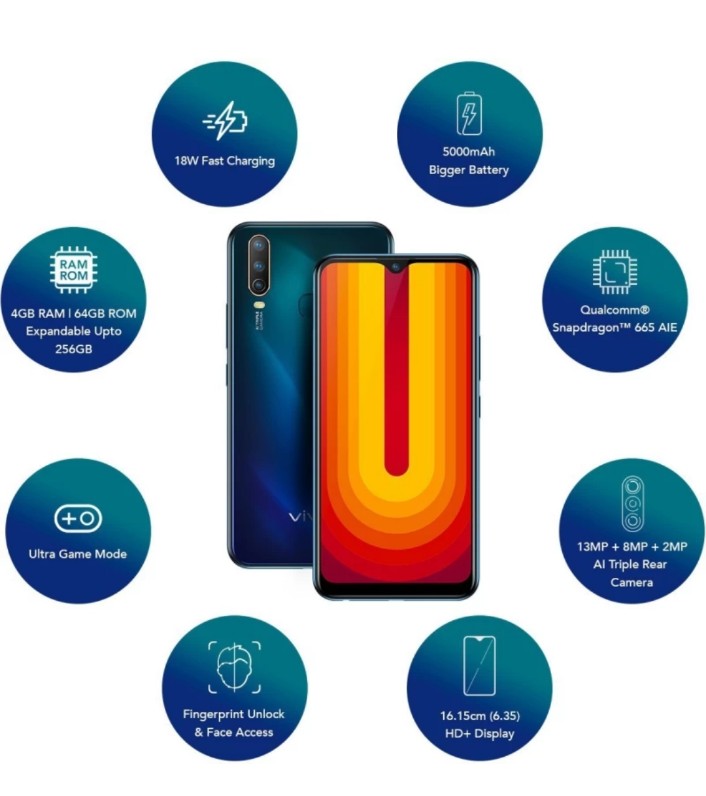 18W Fast Charging
5000mAh
Bigger Battery
RAM
ROM
4GB RAM | 64GB ROM
Expandable Upto
256GB
Qualcomm®
Snapdragon™ 665 AIE
Ultra Game Mode
13MP + 8MP + 2MP
AI Triple Rear
Camera
Fingerprint Unlock
& Face Access
16.15cm (6.35)
HD+ Display